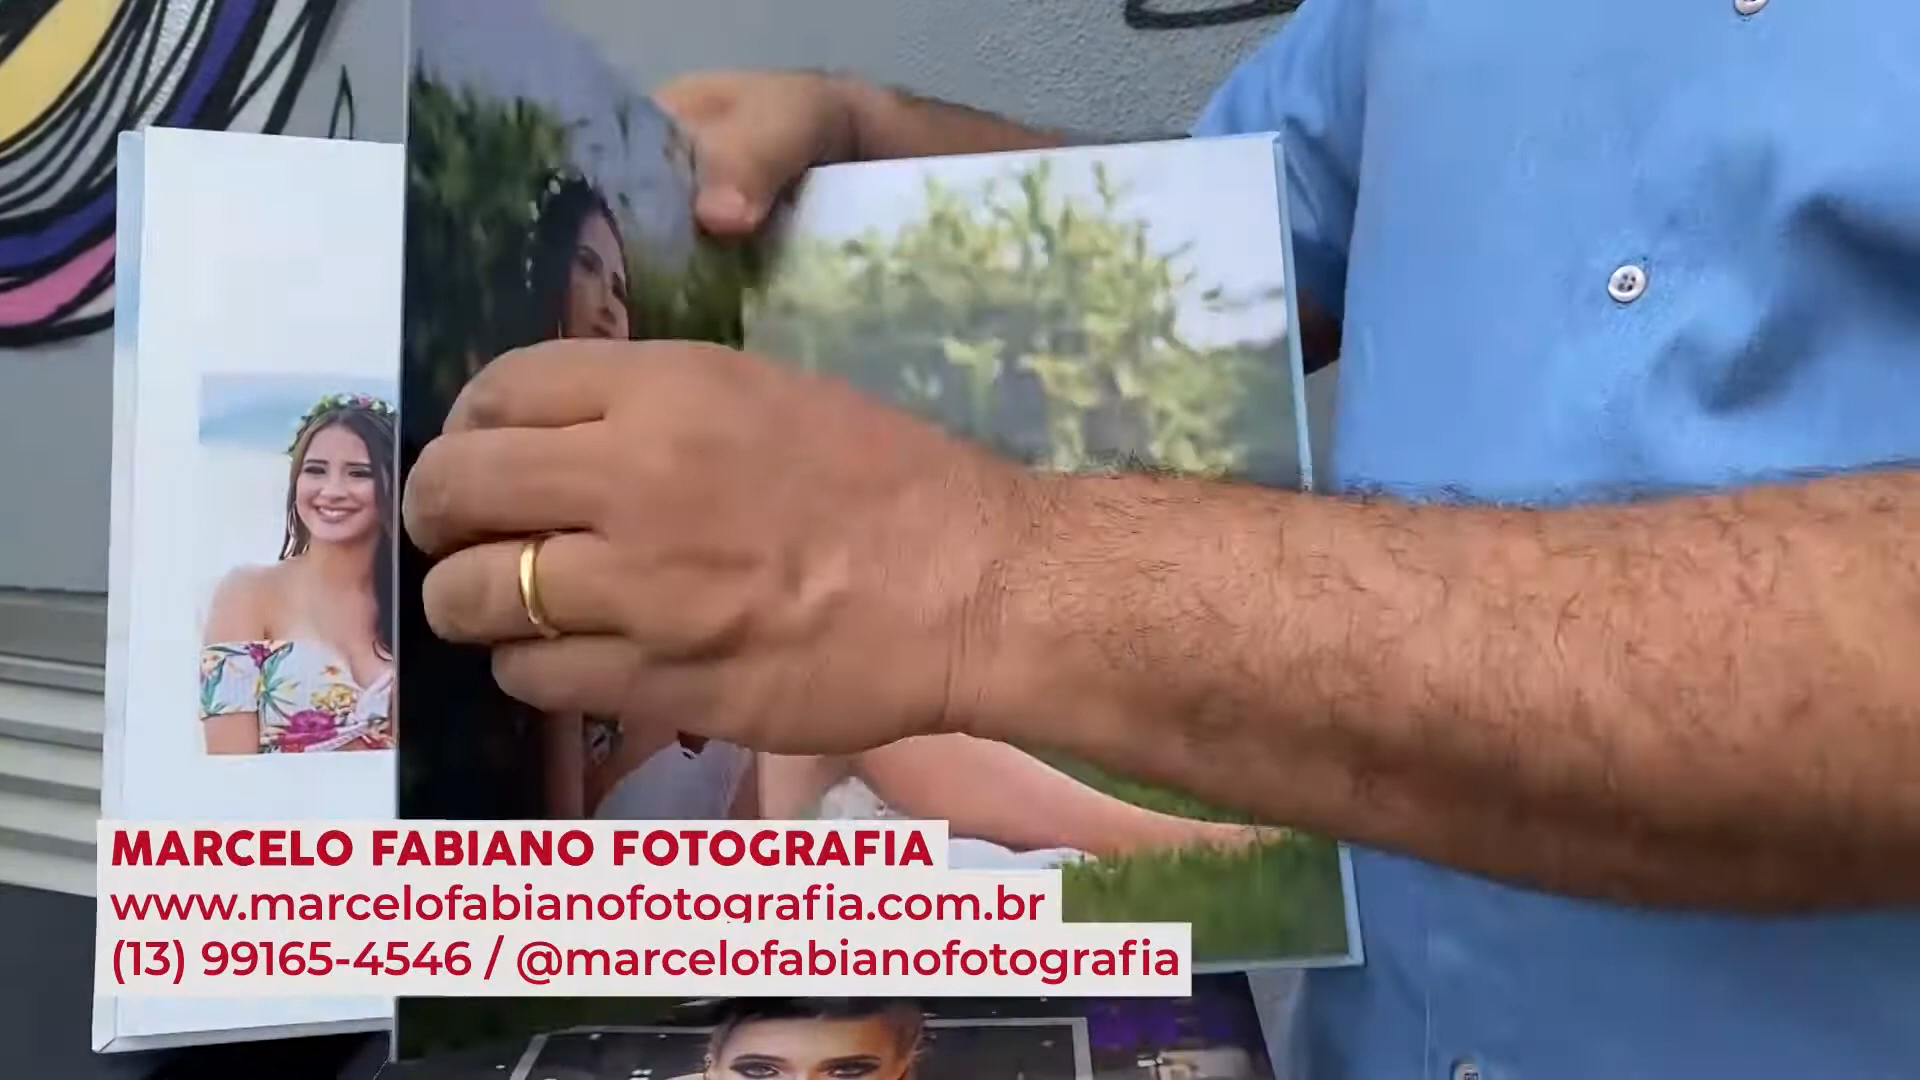 MARCELO FABIANO FOTOGRAFIA
www.marcelofabianofotografia.com.br
(13) 99165-4546 / @marcelofabianofotografia